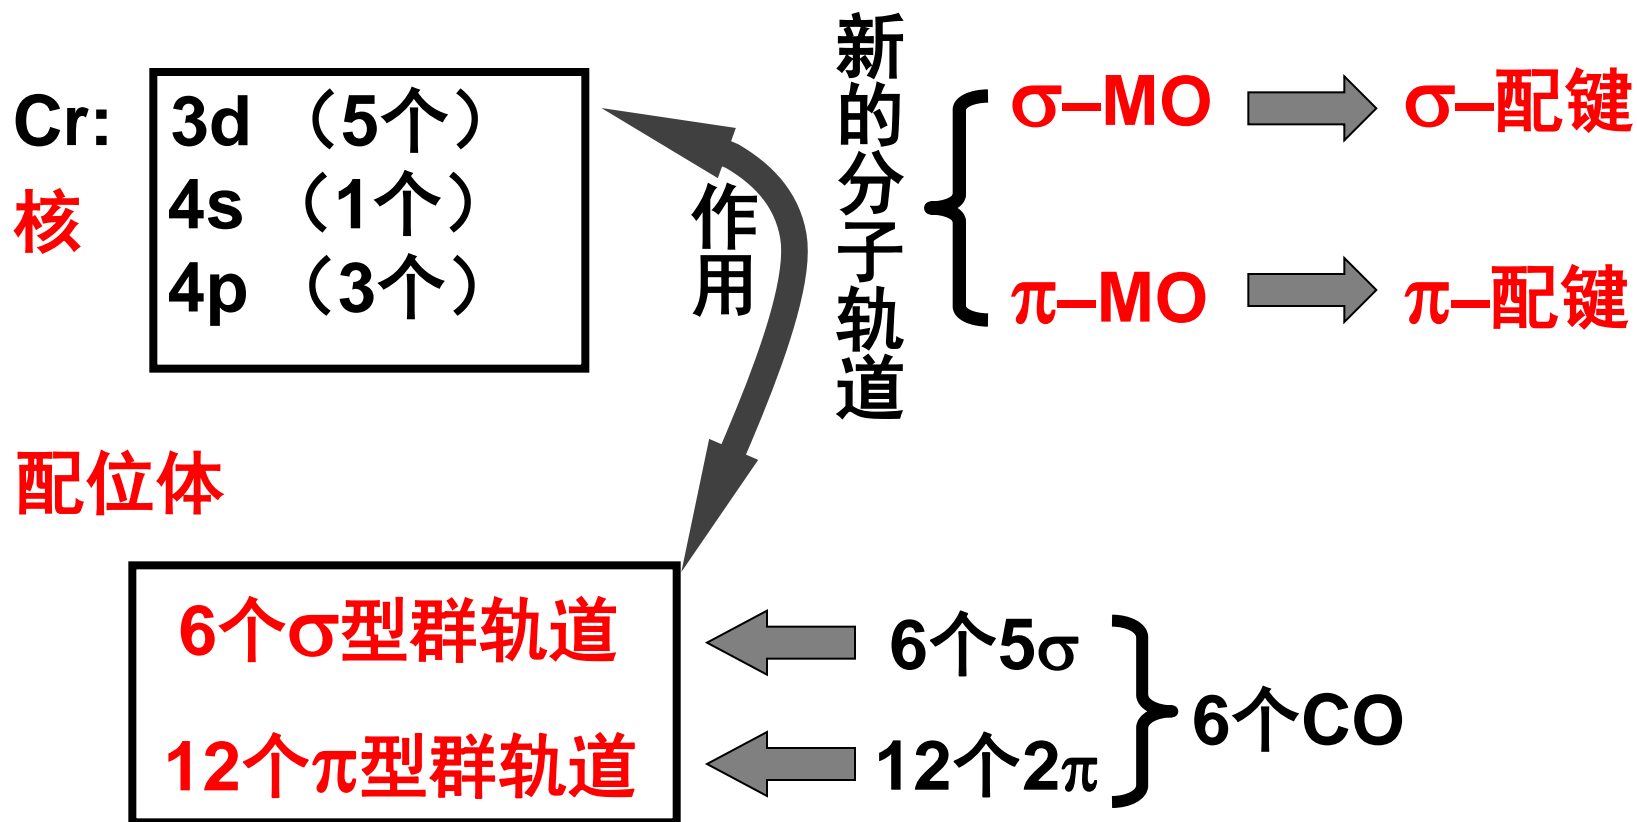 Cr:
核
3d （5个）
4s （1个）
4p （3个）
作用
新的分子轨道
σ–MO
σ–配键
π–MO
π–配键
配位体
6个σ型群轨道
12个π型群轨道
6个5σ
12个2π
6个CO